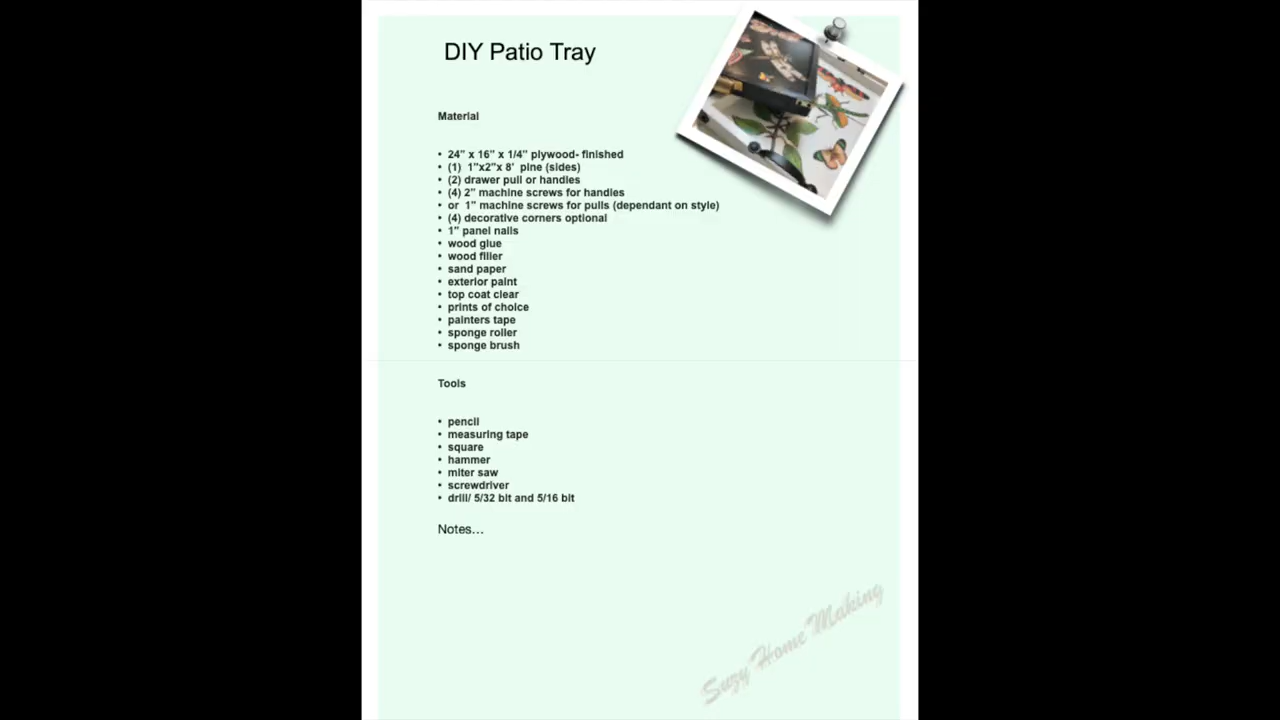 DIY Patio Tray
Material
• 24" x 16" x 1/4" plywood- finished
• (1) 1"x2"x 8' pine (sides)
• (2) drawer pull or handles
• (4) 2" machine screws for handles
• or 1" machine screws for pulls (dependant on style)
• (4) decorative corners optional
• 1" panel nails
• wood glue
• wood filler
• sand paper
• exterior paint
• top coat clear
• prints of choice
• painters tape
• sponge roller
• sponge brush
Tools
• pencil
• measuring tape
• square
• hammer
• miter saw
• screwdriver
• drill/ 5/32 bit and 5/16 bit
Notes...
Suzy Home Making